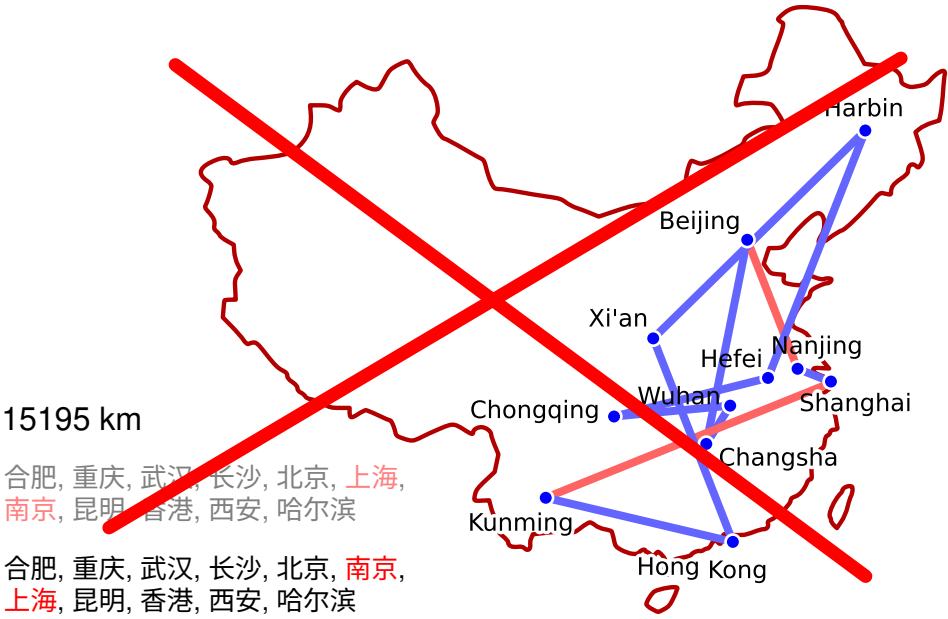 Harbin
Beijing
Xi'an
Hefei
Nanjing
Wuhan
Chongqing
Shanghai
15195 km
Changsha
合肥, 重庆, 武汉, 长沙, 北京, 上海,
南京, 昆明, 香港, 西安, 哈尔滨
Kunming
Hong Kong
合肥, 重庆, 武汉, 长沙, 北京, 南京,
上海, 昆明, 香港, 西安, 哈尔滨